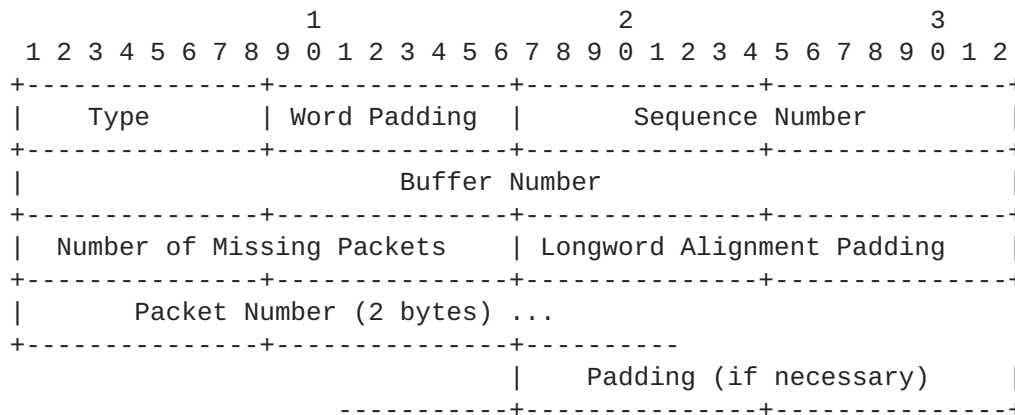 1                   2                   3
 1 2 3 4 5 6 7 8 9 0 1 2 3 4 5 6 7 8 9 0 1 2 3 4 5 6 7 8 9 0 1 2
+---------------+---------------+---------------+---------------+
|    Type       | Word Padding  |       Sequence Number         |
+---------------+---------------+---------------+---------------+
|                        Buffer Number                          |
+---------------+---------------+---------------+---------------+
|  Number of Missing Packets    | Longword Alignment Padding    |
+---------------+---------------+---------------+---------------+
|       Packet Number (2 bytes) ...
+---------------+---------------+----------
                                |    Padding (if necessary)     |
                     -----------+---------------+---------------+